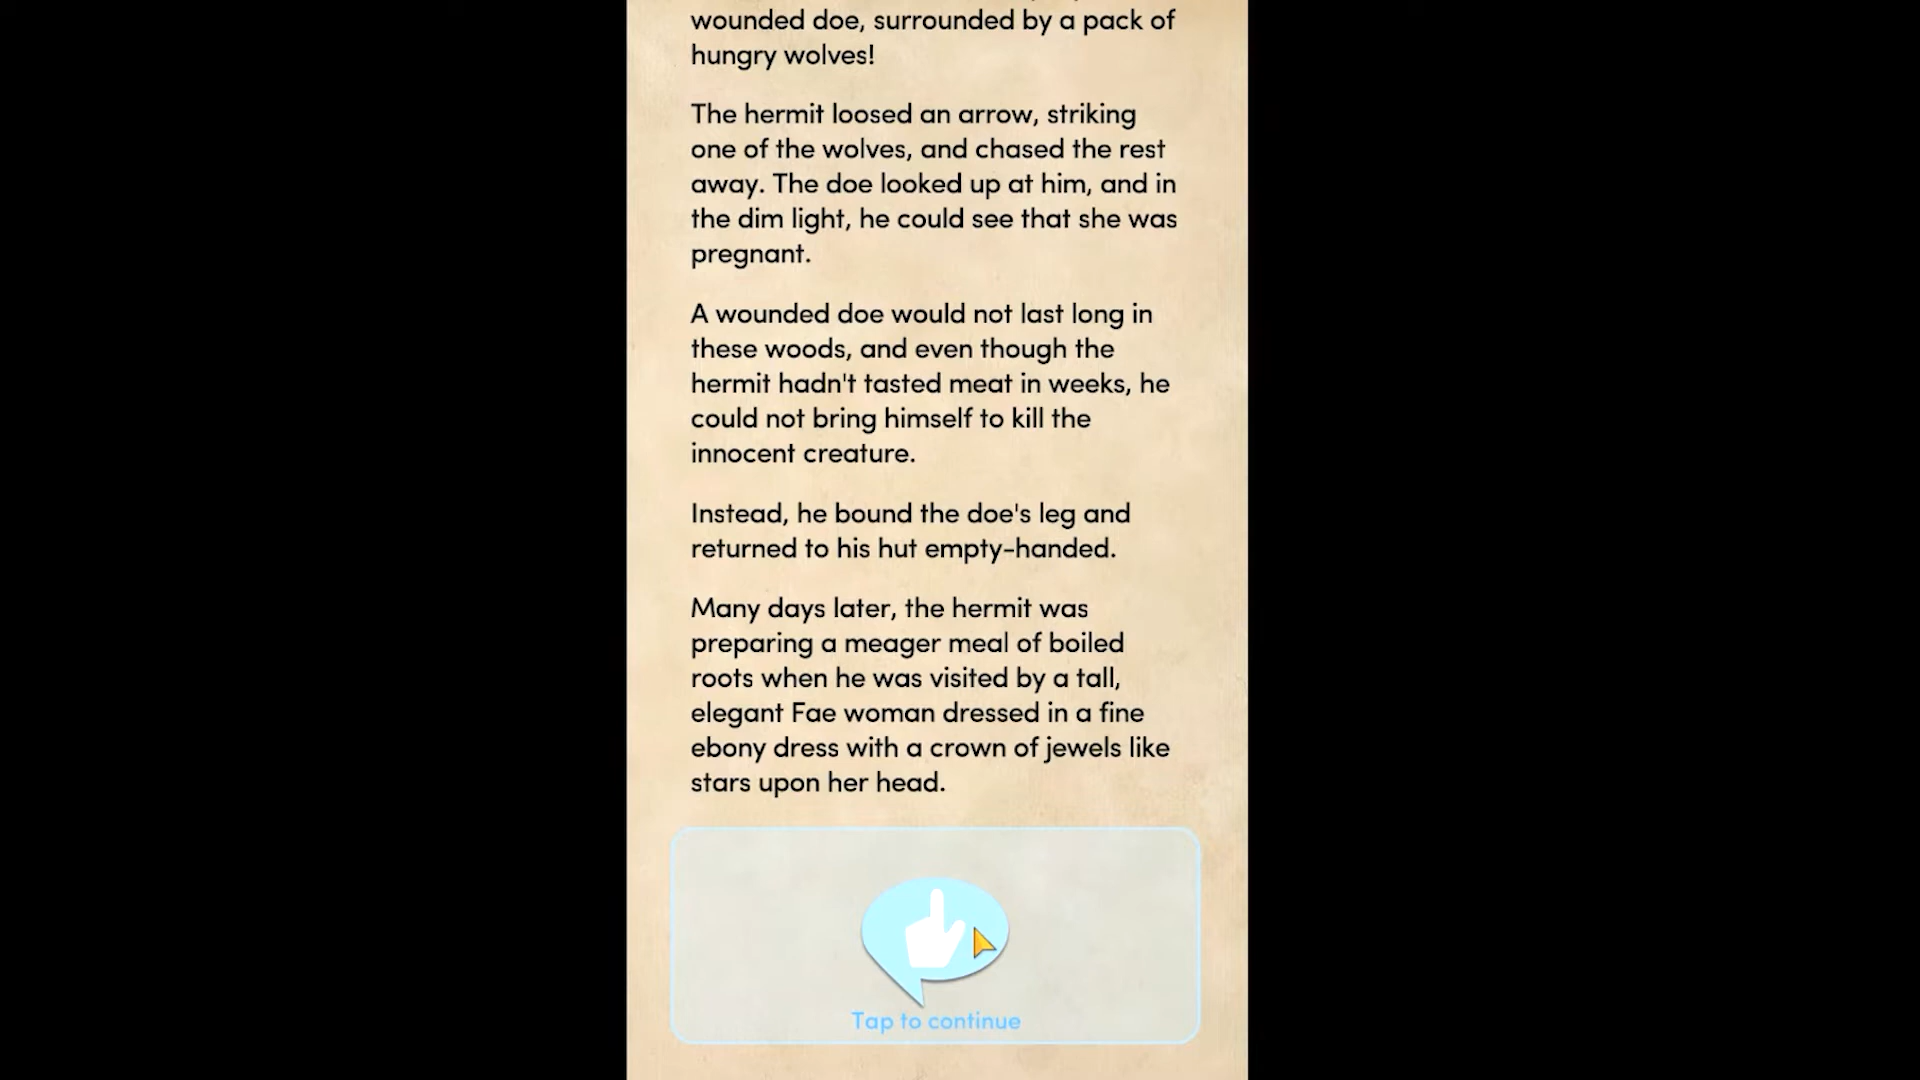 wounded doe, surrounded by a pack of
hungry wolves!
The hermit loosed an arrow, striking
one of the wolves, and chased the rest
away. The doe looked up at him, and in
the dim light, he could see that she was
pregnant.
A wounded doe would not last long in
these woods, and even though the
hermit hadn't tasted meat in weeks, he
could not bring himself to kill the
innocent creature.
Instead, he bound the doe's leg and
returned to his hut empty-handed.
Many days later, the hermit was
preparing a meager meal of boiled
roots when he was visited by a tall,
elegant Fae woman dressed in a fine
ebony dress with a crown of jewels like
stars upon her head.
Tap to continue